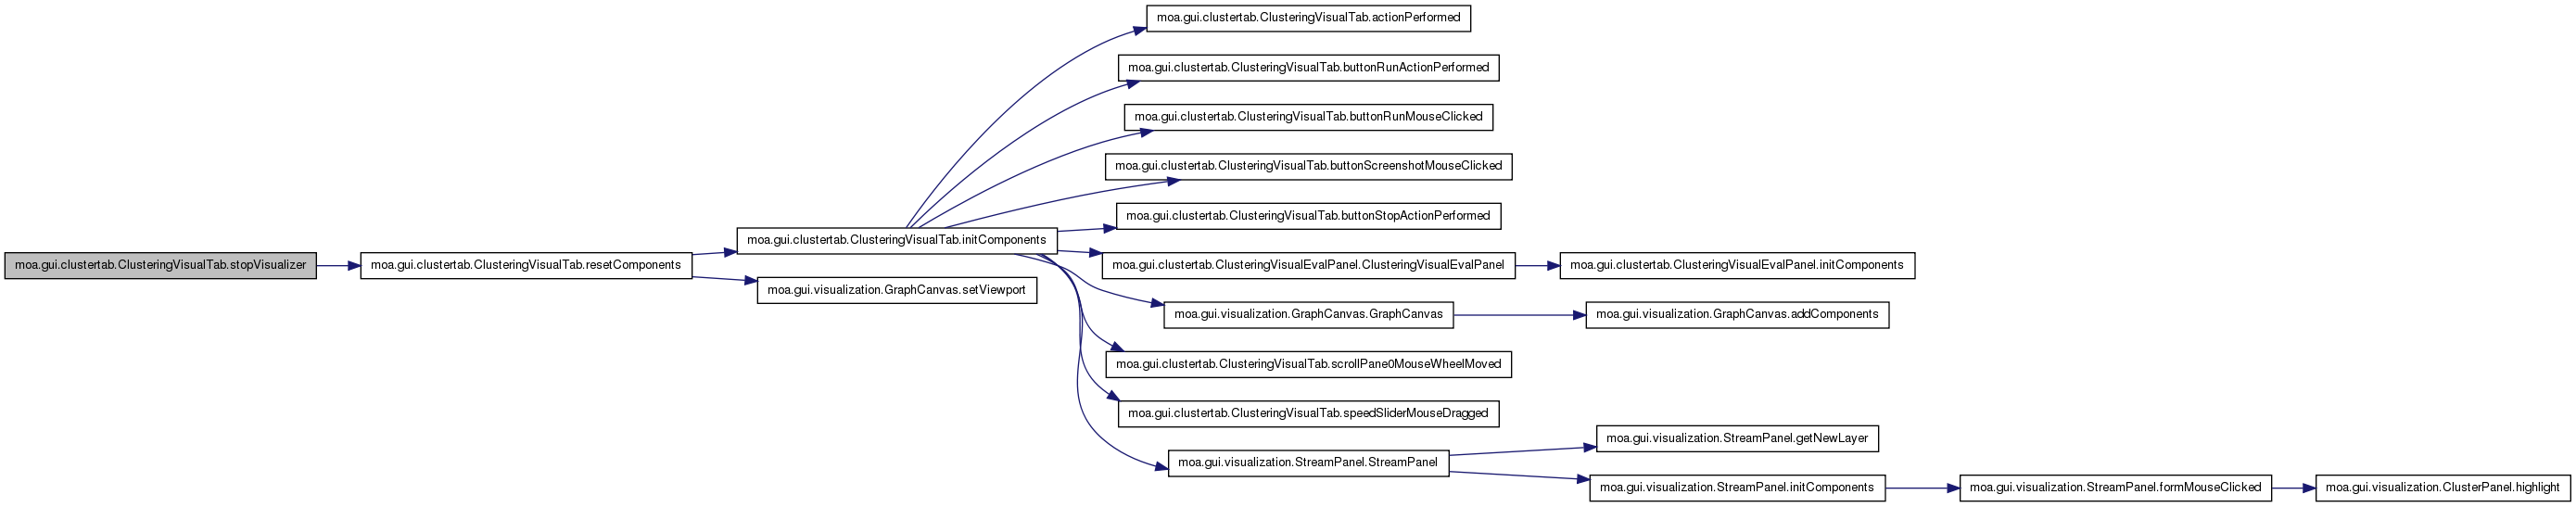 moa.gui.clustertab.ClusteringVisualTab.actionPerformed
moa.gui.clustertab.ClusteringVisualTab.buttonRunActionPerformed
moa.gui.clustertab.ClusteringVisualTab.buttonRunMouseClicked
moa.gui.clustertab.ClusteringVisualTab.buttonScreenshotMouseClicked
moa.gui.clustertab.ClusteringVisualTab.buttonStopActionPerformed
moa.gui.clustertab.ClusteringVisualTab.initComponents
moa.gui.clustertab.ClusteringVisualTab.stopVisualizer
moa.gui.clustertab.ClusteringVisualTab.resetComponents
moa.gui.clustertab.ClusteringVisualEvalPanel.ClusteringVisualEvalPanel
moa.gui.clustertab.ClusteringVisualEvalPanel.initComponents
moa.gui.visualization.GraphCanvas.setViewport
moa.gui.visualization.GraphCanvas.GraphCanvas
moa.gui.visualization.GraphCanvas.addComponents
moa.gui.clustertab.ClusteringVisualTab.scrollPane0MouseWheelMoved
moa.gui.clustertab.ClusteringVisualTab.speedSliderMouseDragged
moa.gui.visualization.StreamPanel.getNewLayer
moa.gui.visualization.StreamPanel.StreamPanel
moa.gui.visualization.StreamPanel.initComponents
moa.gui.visualization.StreamPanel.formMouseClicked
moa.gui.visualization.ClusterPanel.highlight